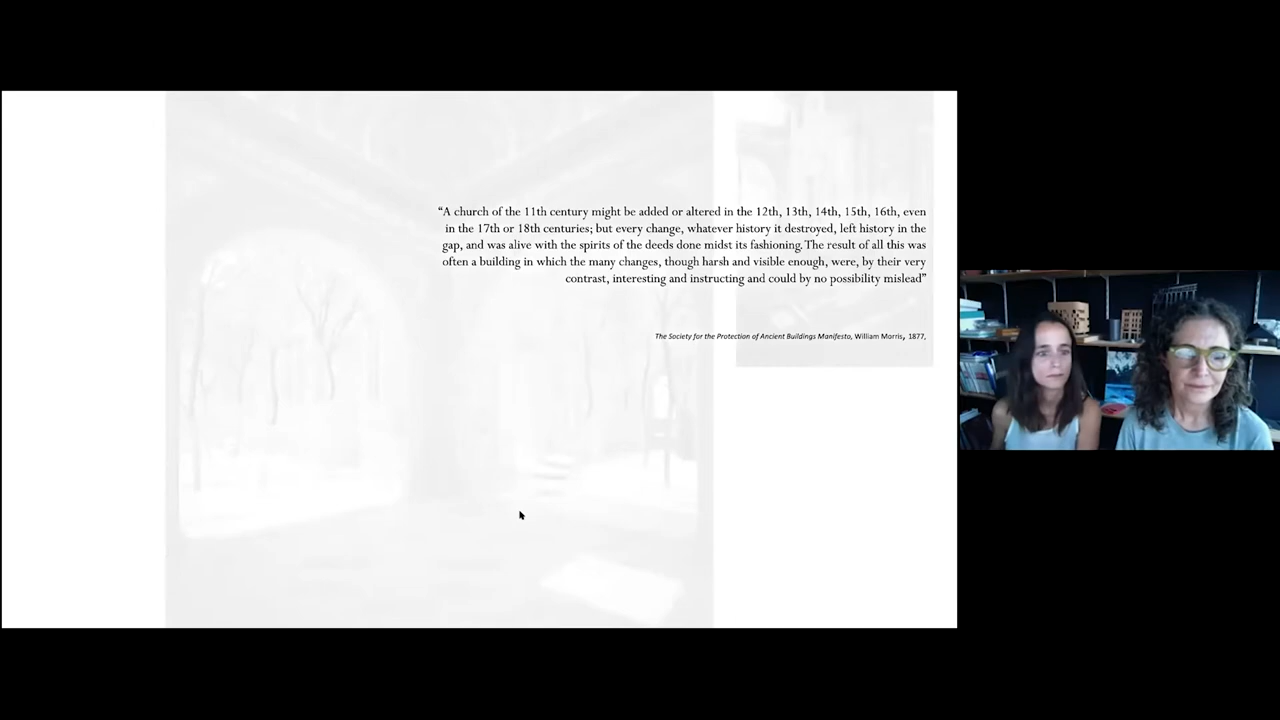 “A church of the 11th century might be added or altered in the 12th, 13th, 14th, 15th, 16th, even
in the 17th or 18th centuries; but every change, whatever history it destroyed, left history in the
gap, and was alive with the spirits of the deeds done midst its fashioning. The result of all this was
often a building in which the many changes, though harsh and visible enough, were, by their very
contrast, interesting and instructing and could by no possibility mislead”
The Society for the Protection of Ancient Buildings Manifesto, William Morris, 1877,